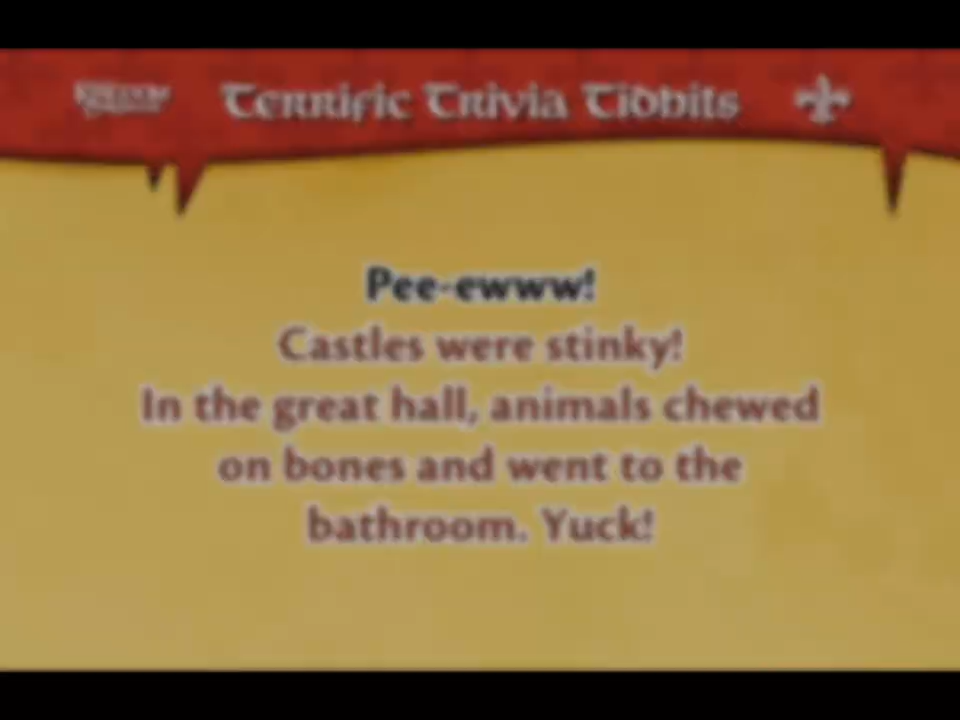 Terrific Trivia Tidbits
Pee-ewww!
Castles were stinky!
In the great hall, animals chewed
on bones and went to the
bathroom. Yuck!